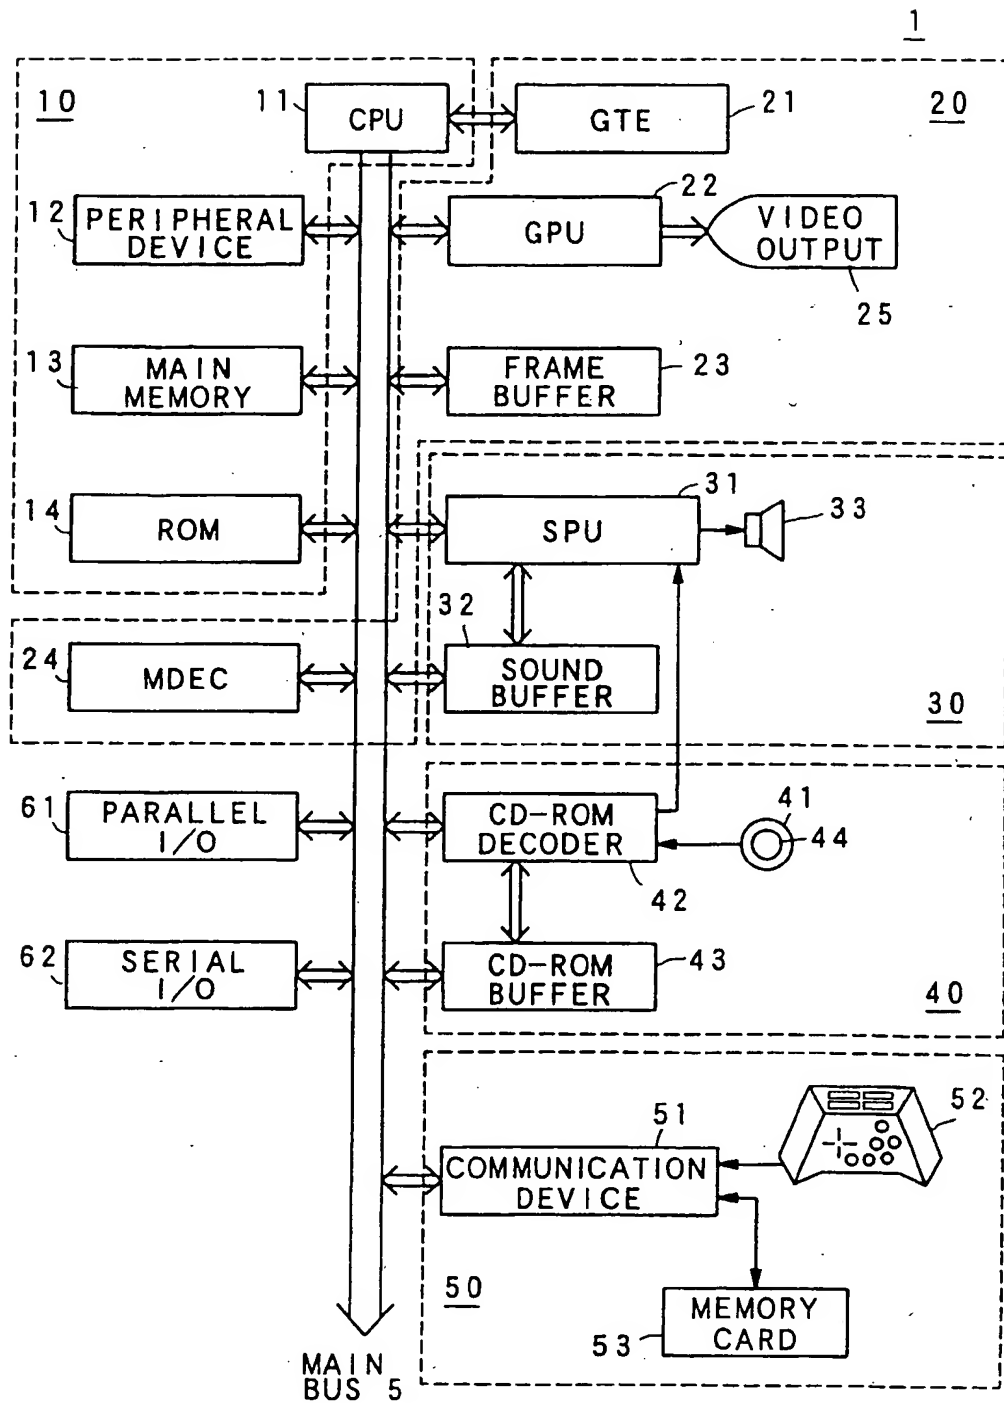 1
10
11
CPU
GTE
21
20
12
PERIPHERAL
DEVICE
22
GPU
VIDEO
OUTPUT
25
13
MAIN
MEMORY
FRAME
BUFFER
23
14
ROM
31
SPU
33
24
MDEC
32
SOUND
BUFFER
30
61
PARALLEL
I/O
CD-ROM
DECODER
42
41
44
62
SERIAL
I/O
CD-ROM
BUFFER
43
40
51
COMMUNICATION
DEVICE
52
50
53
MEMORY
CARD
MAIN
BUS 5